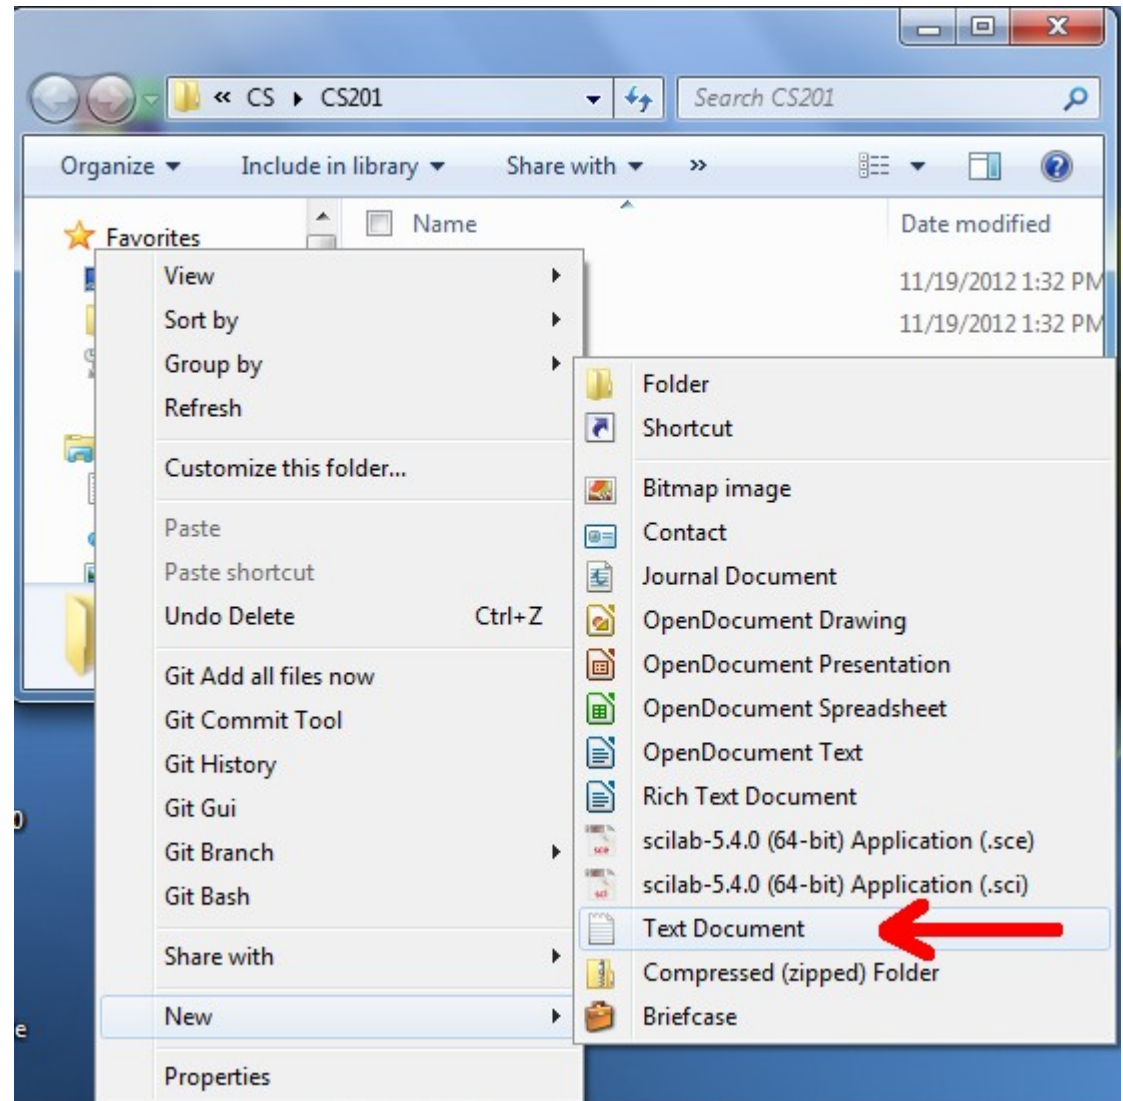 « CS ▸ CS201
Search CS201
Organize Include in library Share with »
Name Date modified
Favorites
11/19/2012 1:32 PM
11/19/2012 1:32 PM
View
Sort by
Group by
Refresh
Customize this folder...
Paste
Paste shortcut
Undo Delete Ctrl+Z
Git Add all files now
Git Commit Tool
Git History
Git Gui
Git Branch
Git Bash
Share with
New
Properties
Folder
Shortcut
Bitmap image
Contact
Journal Document
OpenDocument Drawing
OpenDocument Presentation
OpenDocument Spreadsheet
OpenDocument Text
Rich Text Document
scilab-5.4.0 (64-bit) Application (.sce)
scilab-5.4.0 (64-bit) Application (.sci)
Text Document
Compressed (zipped) Folder
Briefcase